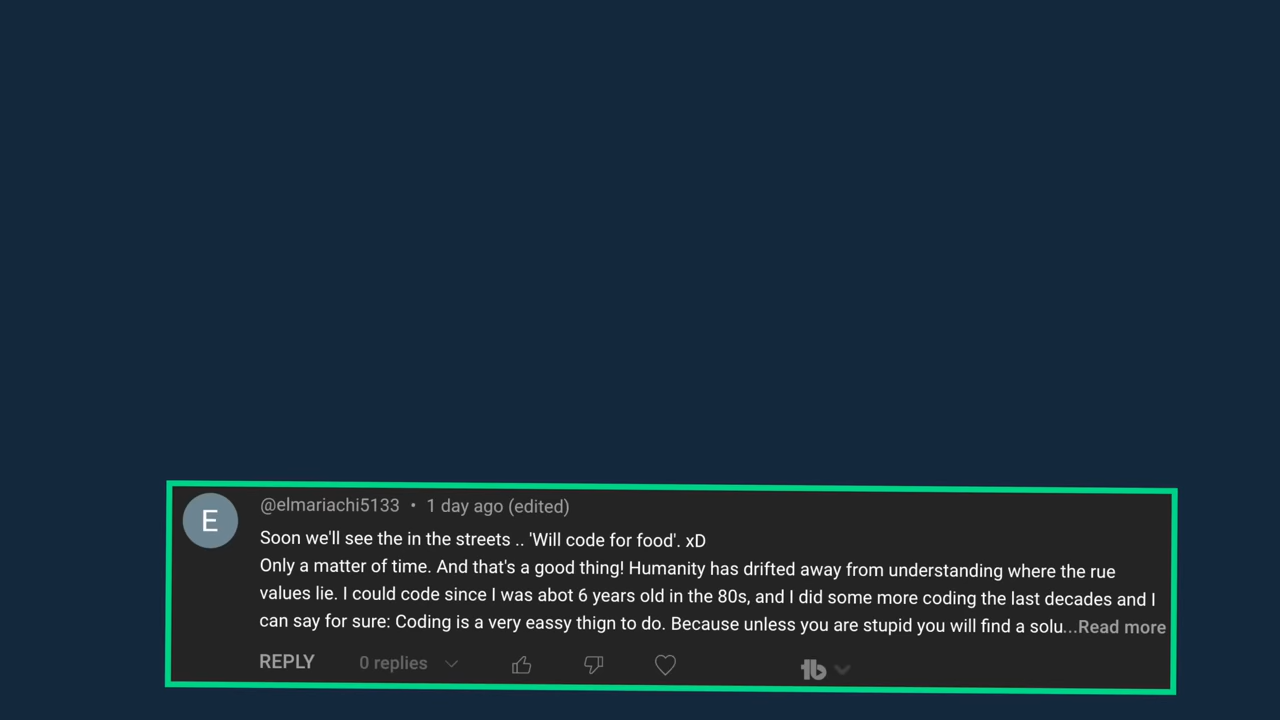 E
@elmariachi5133 • 1 day ago (edited)
Soon we'll see the in the streets .. 'Will code for food'. xD
Only a matter of time. And that's a good thing! Humanity has drifted away from understanding where the rue
values lie. I could code since I was abot 6 years old in the 80s, and I did some more coding the last decades and I
can say for sure: Coding is a very eassy thign to do. Because unless you are stupid you will find a solu...Read more
REPLY 0 replies
tb